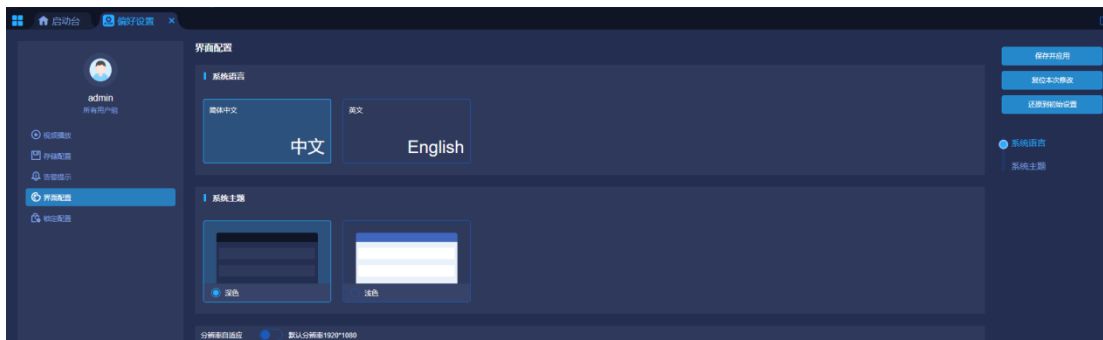 启动台
偏好设置 ×
admin
所有用户组
视频播放
存储配置
告警提示
界面配置
锁定配置
界面配置
系统语言
简体中文
中文
英文
English
系统主题
深色
浅色
分辨率自适应
默认分辨率1920*1080
保存并应用
复位本次修改
还原到初始设置
系统语言
系统主题